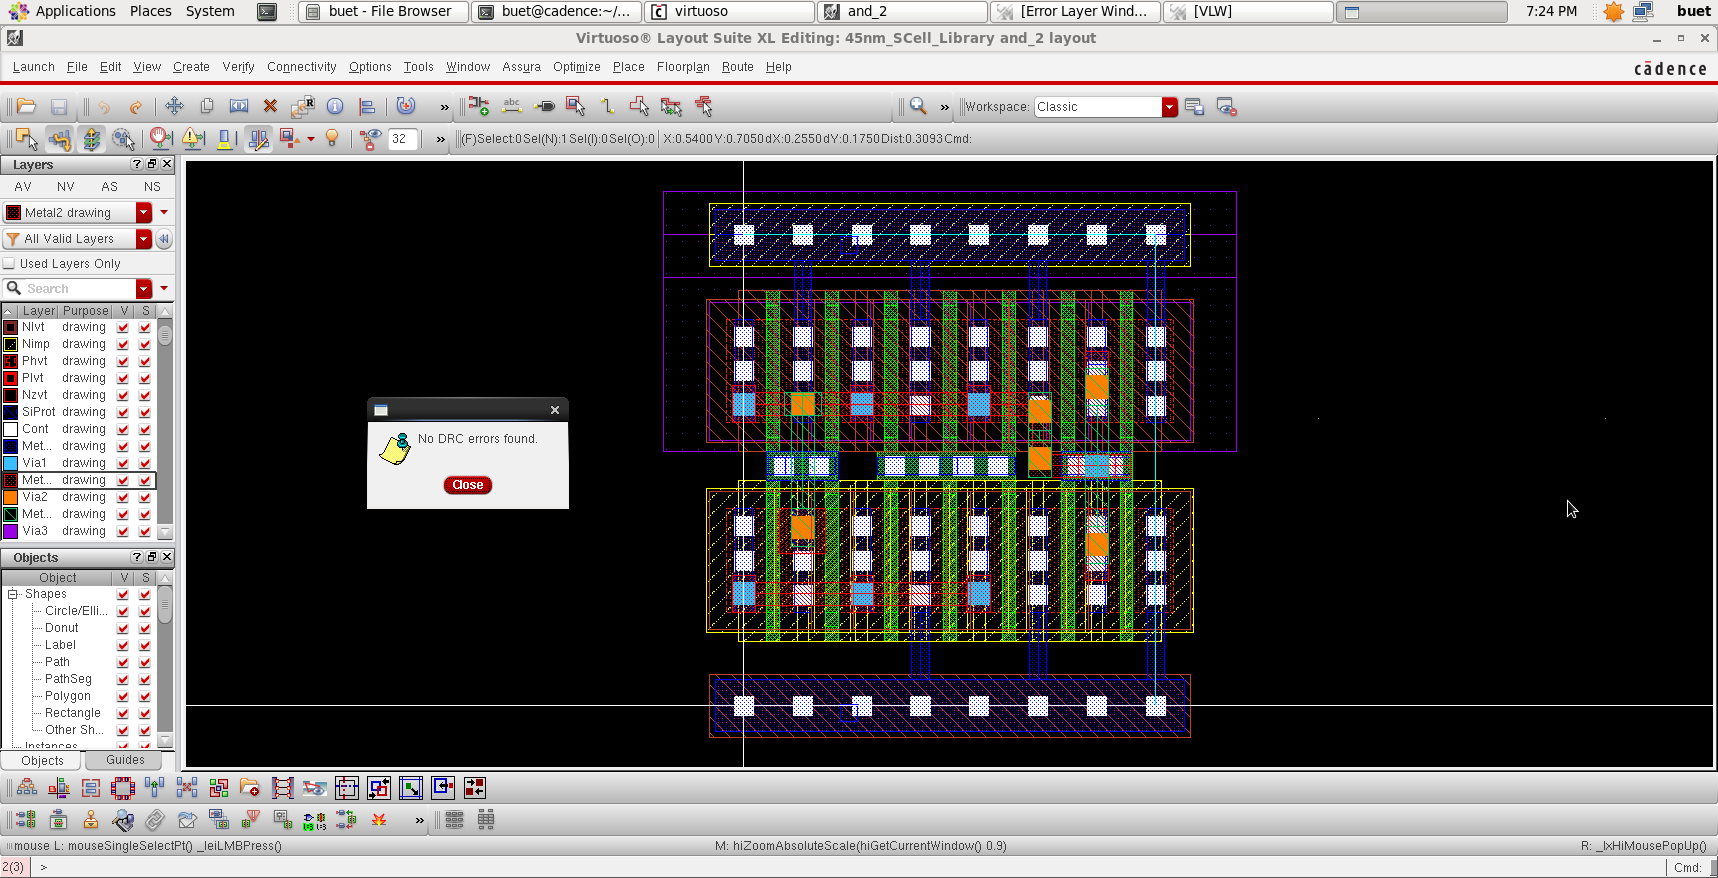 Applications Places System buet - File Browser buet@cadence:~/... virtuoso and_2 [Error Layer Wind... [VLW] 7:24 PM buet
Virtuoso® Layout Suite XL Editing: 45nm_SCell_Library and_2 layout
Launch File Edit View Create Verify Connectivity Options Tools Window Assura Optimize Place Floorplan Route Help cādence
» » Workspace: Classic
32 » (F)Select:0 Sel(N):1 Sel(I):0 Sel(O):0 X:0.5400 Y:0.7050 dX:0.2550 dY:0.1750 Dist:0.3093 Cmd:
Layers
AV NV AS NS
Metal2 drawing
All Valid Layers
Used Layers Only
Search
Layer Purpose V S
Nlvt drawing
Nimp drawing
Phvt drawing
Plvt drawing
Nzvt drawing
SiProt drawing
Cont drawing
Met... drawing
Via1 drawing
Met... drawing
Via2 drawing
Met... drawing
Via3 drawing
Objects
Object V S
Shapes
Circle/Elli...
Donut
Label
Path
PathSeg
Polygon
Rectangle
Other Sh...
Instances
Objects Guides
No DRC errors found.
Close
»
mouse L: mouseSingleSelectPt() _leiLMBPress() M: hiZoomAbsoluteScale(hiGetCurrentWindow() 0.9) R: _lxHiMousePopUp()
2(3) > Cmd: